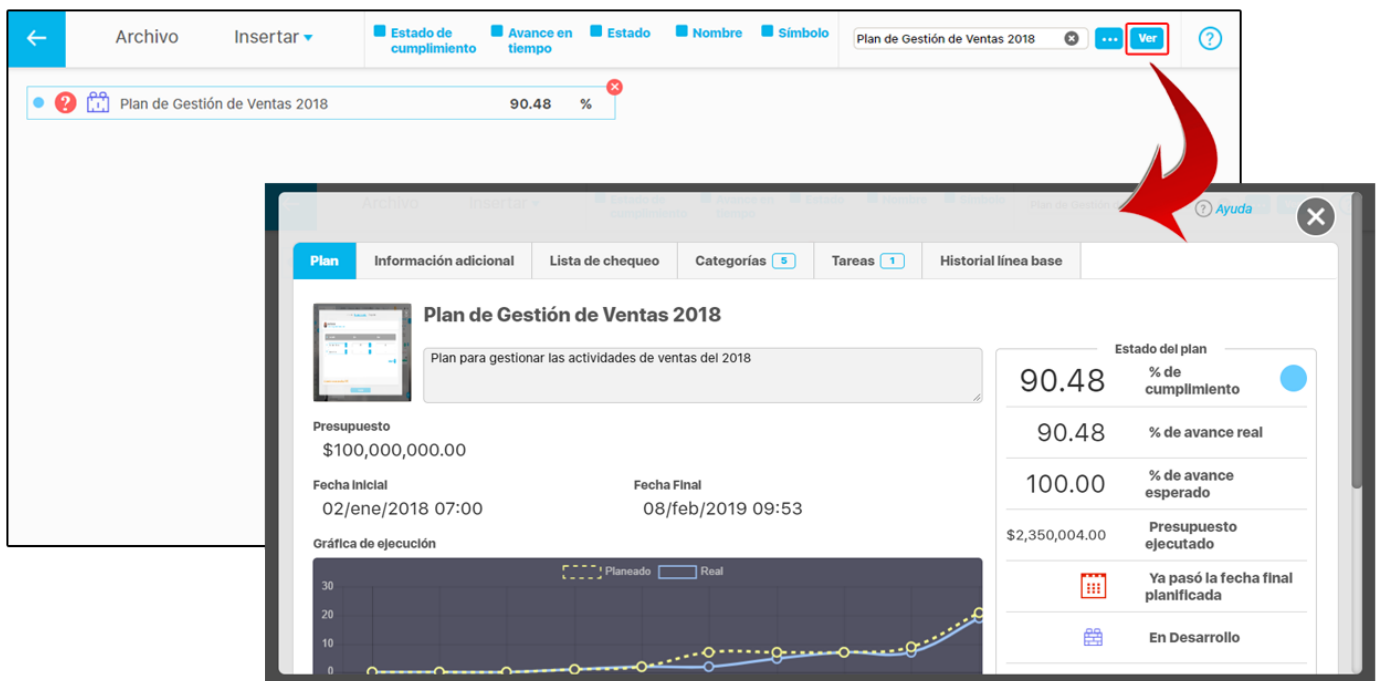 Archivo
Insertar
Estado de
cumplimiento
Avance en
tiempo
Estado
Nombre
Símbolo
Plan de Gestión de Ventas 2018
...
Ver
?
? Plan de Gestión de Ventas 2018 90.48 %
Archivo Insertar
? Ayuda
Plan
Información adicional
Lista de chequeo
Categorías 5
Tareas 1
Historial línea base
Plan de Gestión de Ventas 2018
Plan para gestionar las actividades de ventas del 2018
Presupuesto
$100,000,000.00
Fecha Inicial
02/ene/2018 07:00
Fecha Final
08/feb/2019 09:53
Gráfica de ejecución
Planeado Real
30
20
10
0
Estado del plan
90.48 % de
cumplimiento
90.48 % de avance real
100.00 % de avance
esperado
$2,350,004.00 Presupuesto
ejecutado
Ya pasó la fecha final
planificada
En Desarrollo